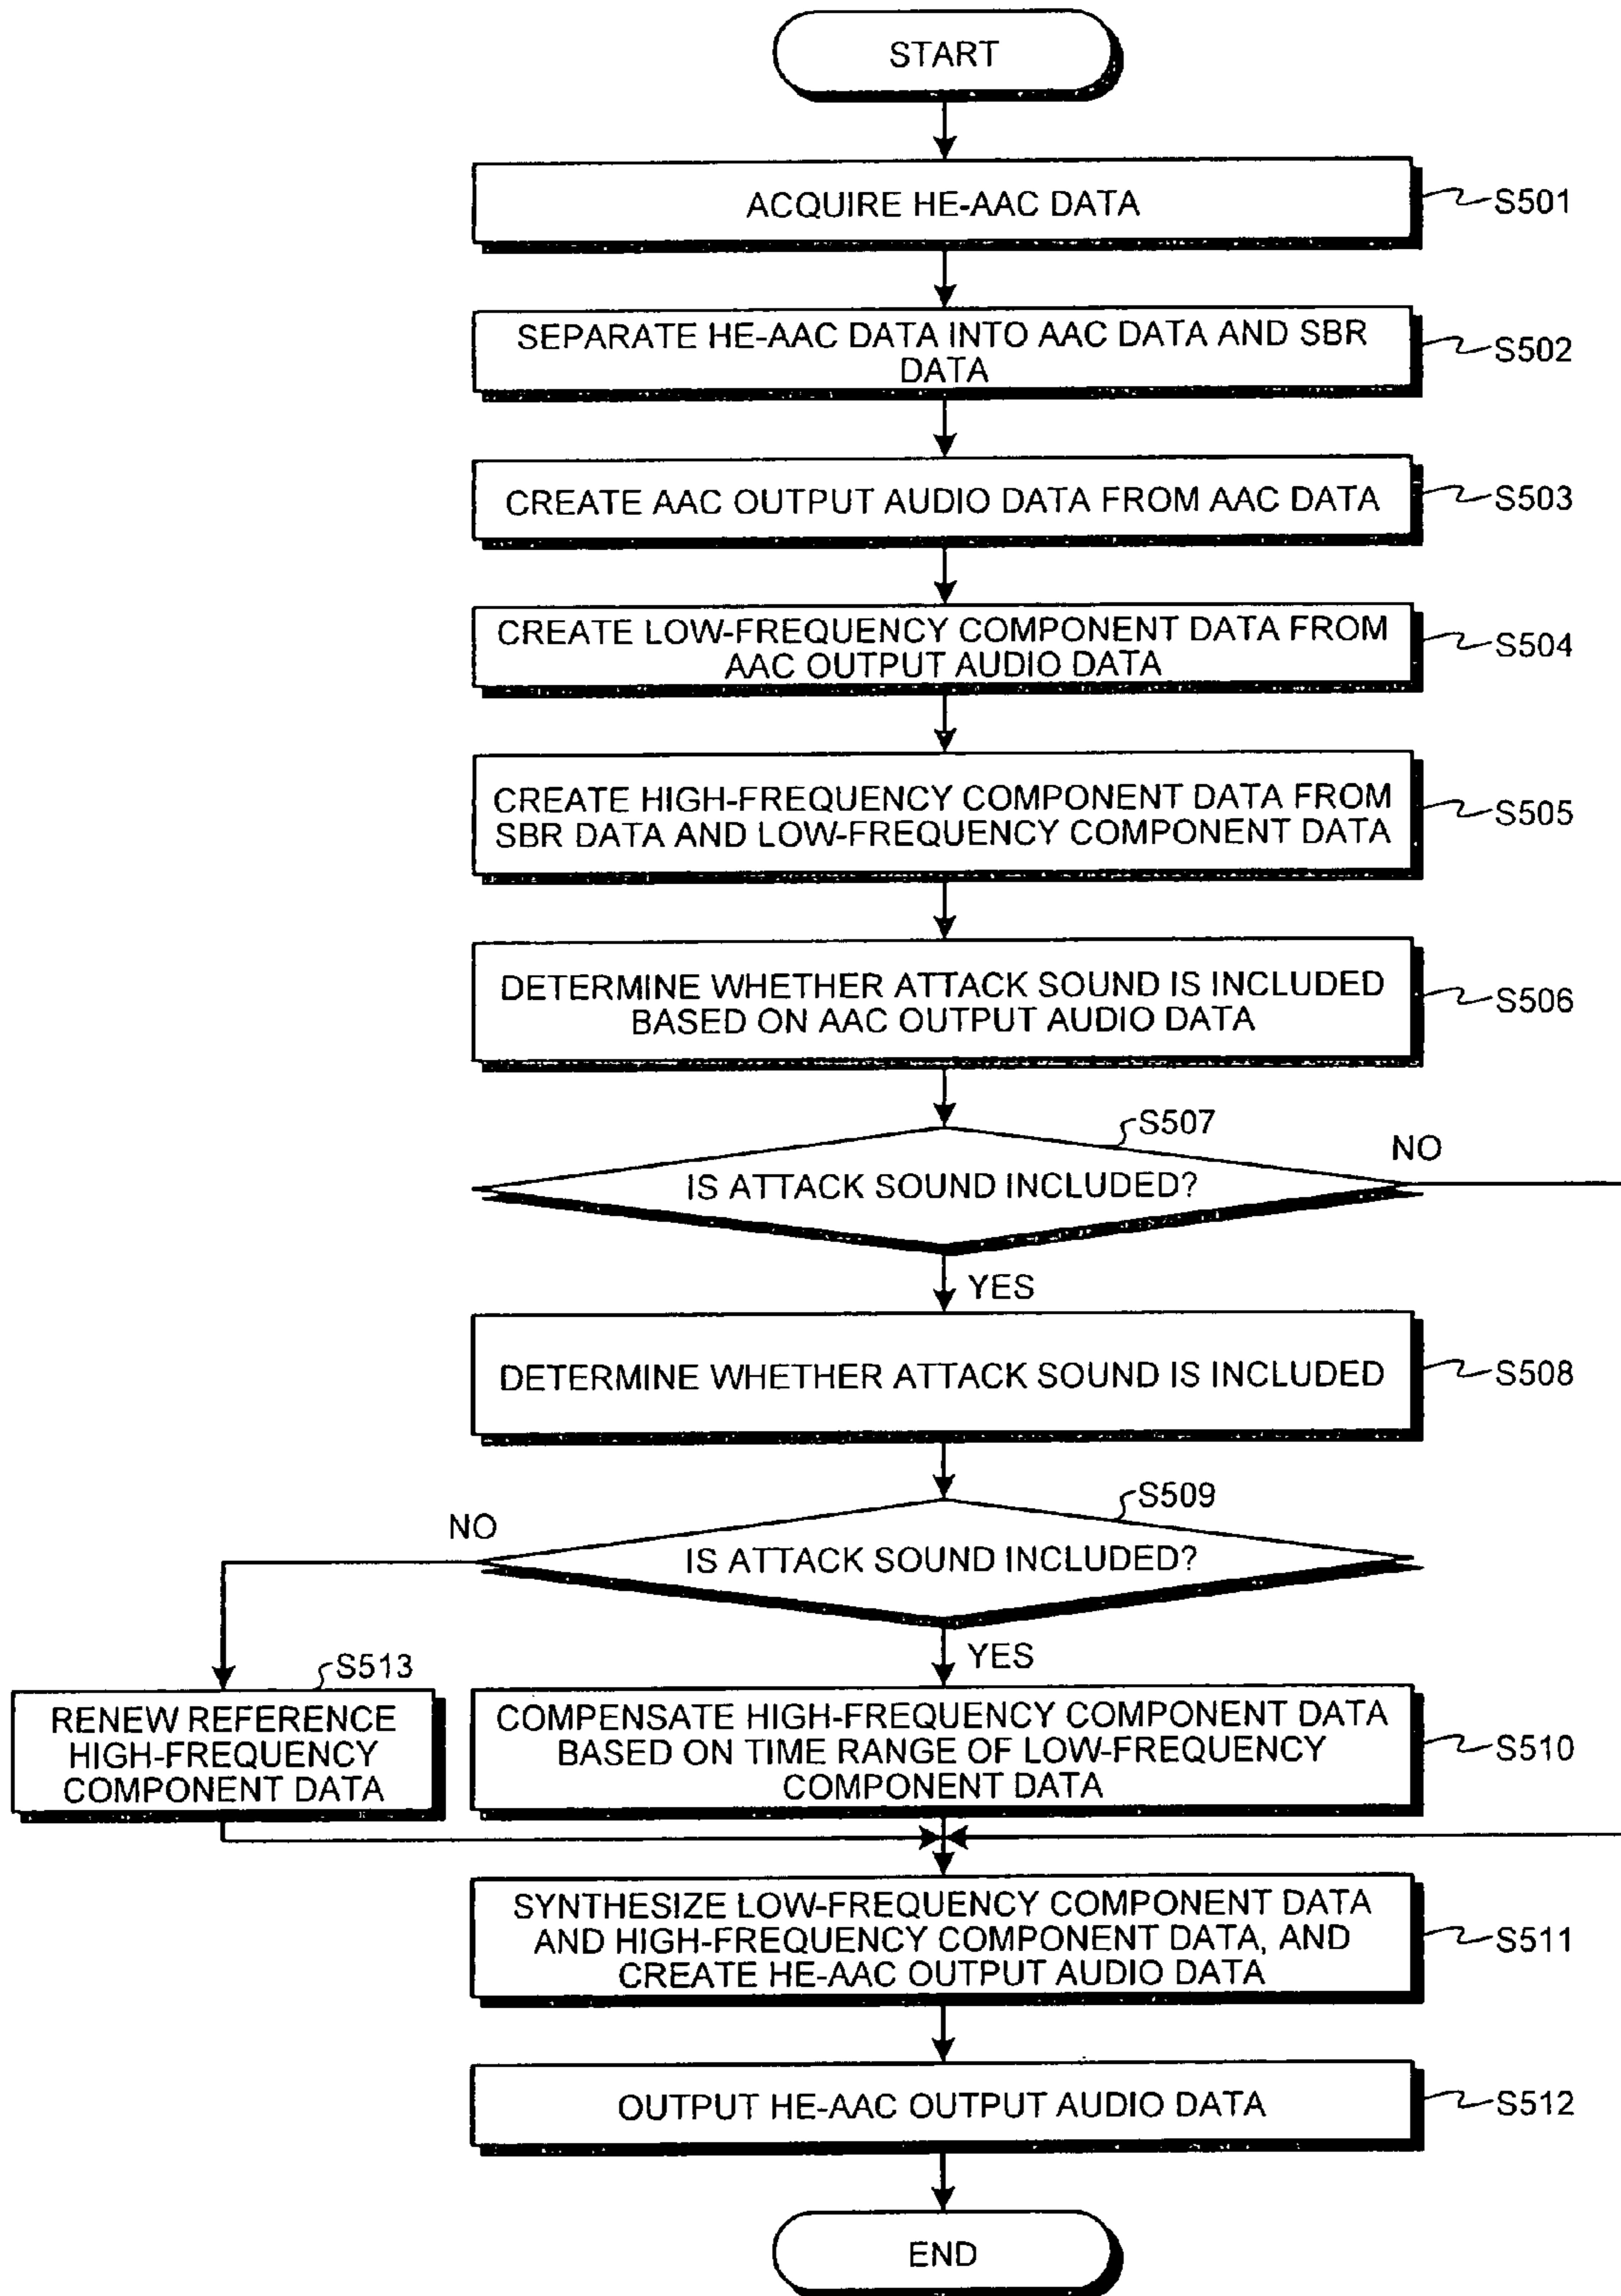 START
ACQUIRE HE-AAC DATA
S501
SEPARATE HE-AAC DATA INTO AAC DATA AND SBR
DATA
S502
CREATE AAC OUTPUT AUDIO DATA FROM AAC DATA
S503
CREATE LOW-FREQUENCY COMPONENT DATA FROM
AAC OUTPUT AUDIO DATA
S504
CREATE HIGH-FREQUENCY COMPONENT DATA FROM
SBR DATA AND LOW-FREQUENCY COMPONENT DATA
S505
DETERMINE WHETHER ATTACK SOUND IS INCLUDED
BASED ON AAC OUTPUT AUDIO DATA
S506
S507
IS ATTACK SOUND INCLUDED?
NO
YES
DETERMINE WHETHER ATTACK SOUND IS INCLUDED
S508
S509
IS ATTACK SOUND INCLUDED?
NO
YES
S513
RENEW REFERENCE
HIGH-FREQUENCY
COMPONENT DATA
COMPENSATE HIGH-FREQUENCY COMPONENT DATA
BASED ON TIME RANGE OF LOW-FREQUENCY
COMPONENT DATA
S510
SYNTHESIZE LOW-FREQUENCY COMPONENT DATA
AND HIGH-FREQUENCY COMPONENT DATA, AND
CREATE HE-AAC OUTPUT AUDIO DATA
S511
OUTPUT HE-AAC OUTPUT AUDIO DATA
S512
END